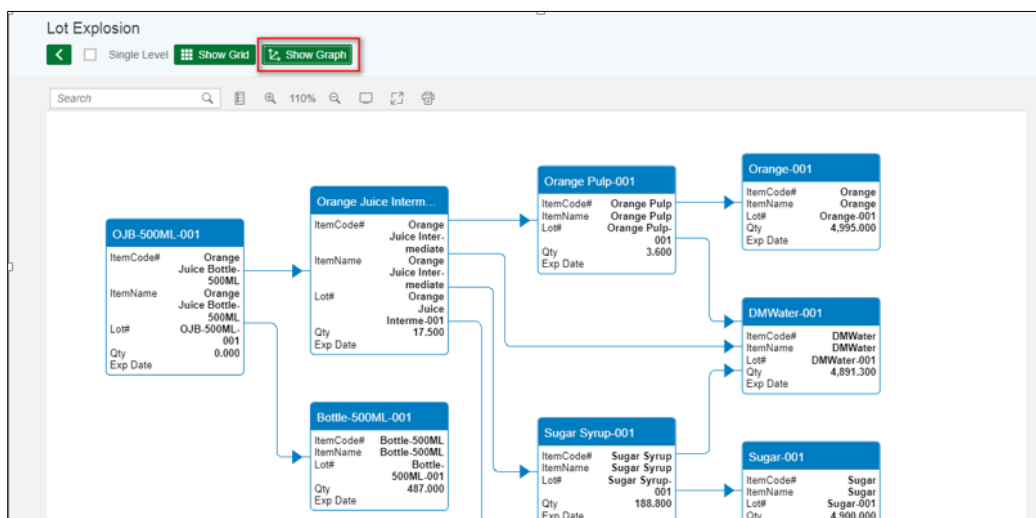 Lot Explosion
Single Level
Show Grid
Show Graph
Search
110%
OJB-500ML-001
ItemCode# Orange
Juice Bottle-
500ML
ItemName Orange
Juice Bottle-
500ML
Lot# OJB-500ML-
001
Qty 0.000
Exp Date
Orange Juice Interm...
ItemCode# Orange
Juice Inter-
mediate
ItemName Orange
Juice Inter-
mediate
Lot# Orange
Juice
Interme-001
Qty 17.500
Exp Date
Bottle-500ML-001
ItemCode# Bottle-500ML
ItemName Bottle-500ML
Lot# Bottle-
500ML-001
Qty 487.000
Exp Date
Orange Pulp-001
ItemCode# Orange Pulp
ItemName Orange Pulp
Lot# Orange Pulp-
001
Qty 3.600
Exp Date
Sugar Syrup-001
ItemCode# Sugar Syrup
ItemName Sugar Syrup
Lot# Sugar Syrup-
001
Qty 188.800
Exp Date
Orange-001
ItemCode# Orange
ItemName Orange
Lot# Orange-001
Qty 4,995.000
Exp Date
DMWater-001
ItemCode# DMWater
ItemName DMWater
Lot# DMWater-001
Qty 4,891.300
Exp Date
Sugar-001
ItemCode# Sugar
ItemName Sugar
Lot# Sugar-001
Qty 4,900.000